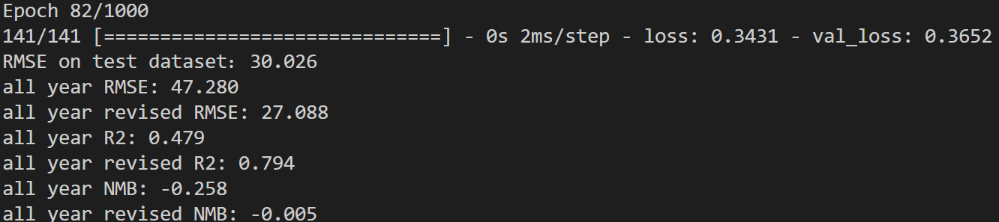 Epoch 82/1000
141/141 [==============================] - 0s 2ms/step - loss: 0.3431 - val_loss: 0.3652
RMSE on test dataset: 30.026
all year RMSE: 47.280
all year revised RMSE: 27.088
all year R2: 0.479
all year revised R2: 0.794
all year NMB: -0.258
all year revised NMB: -0.005